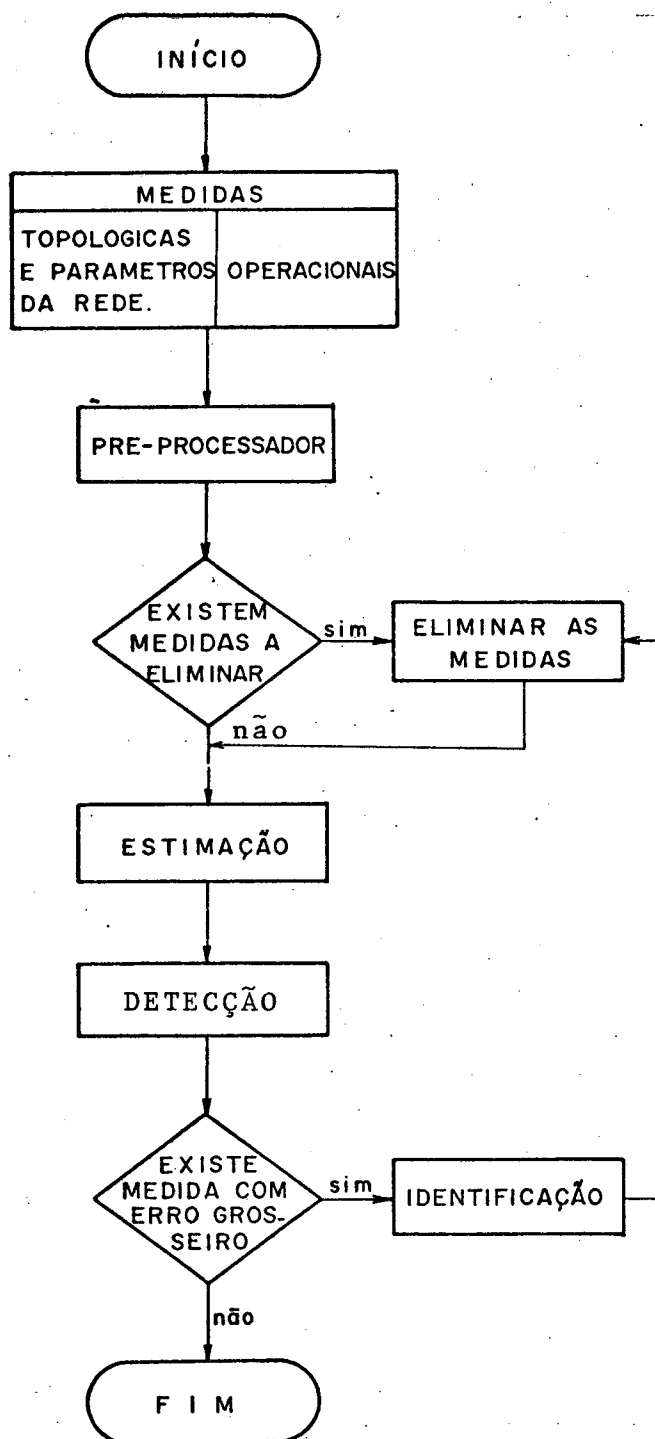 INÍCIO
MEDIDAS
TOPOLOGICAS
E PARAMETROS
DA REDE.
OPERACIONAIS
PRE-PROCESSADOR
EXISTEM
MEDIDAS A
ELIMINAR
sim
ELIMINAR AS
MEDIDAS
não
ESTIMAÇÃO
DETECÇÃO
EXISTE
MEDIDA COM
ERRO GROS-
SEIRO
sim
IDENTIFICAÇÃO
não
FIM